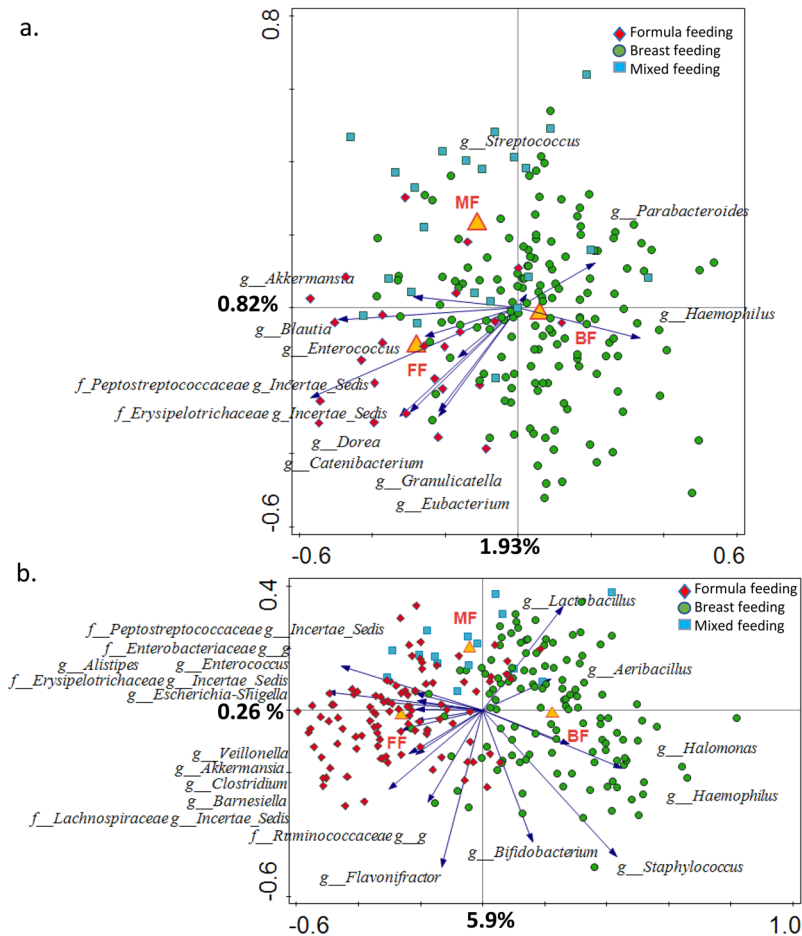 a.
0.8
Formula feeding
Breast feeding
Mixed feeding
g__Streptococcus
MF
g__Parabacteroides
g__Akkermansia
0.82%
g__Haemophilus
g__Blautia
g__Enterococcus
BF
FF
f_Peptostreptococcaceae g_Incertae_Sedis
f_Erysipelotrichaceae g_Incertae_Sedis
g__Dorea
g__Catenibacterium
g__Granulicatella
g__Eubacterium
-0.6
-0.6
1.93%
0.6
b.
0.4
Formula feeding
Breast feeding
Mixed feeding
g__Lactobacillus
MF
f__Peptostreptococcaceae g__Incertae_Sedis
f__Enterobacteriaceae g__g
g__Alistipes g__Enterococcus
g__Aeribacillus
f__Erysipelotrichaceae g__Incertae_Sedis
g__Escherichia-Shigella
0.26 %
FF
BF
g__Halomonas
g__Veillonella
g__Akkermansia
g__Clostridium
g__Haemophilus
g__Barnesiella
f__Lachnospiraceae g__Incertae_Sedis
f__Ruminococcaceae g__g
g__Bifidobacterium
g__Staphylococcus
g__Flavonifractor
-0.6
-0.6
5.9%
1.0